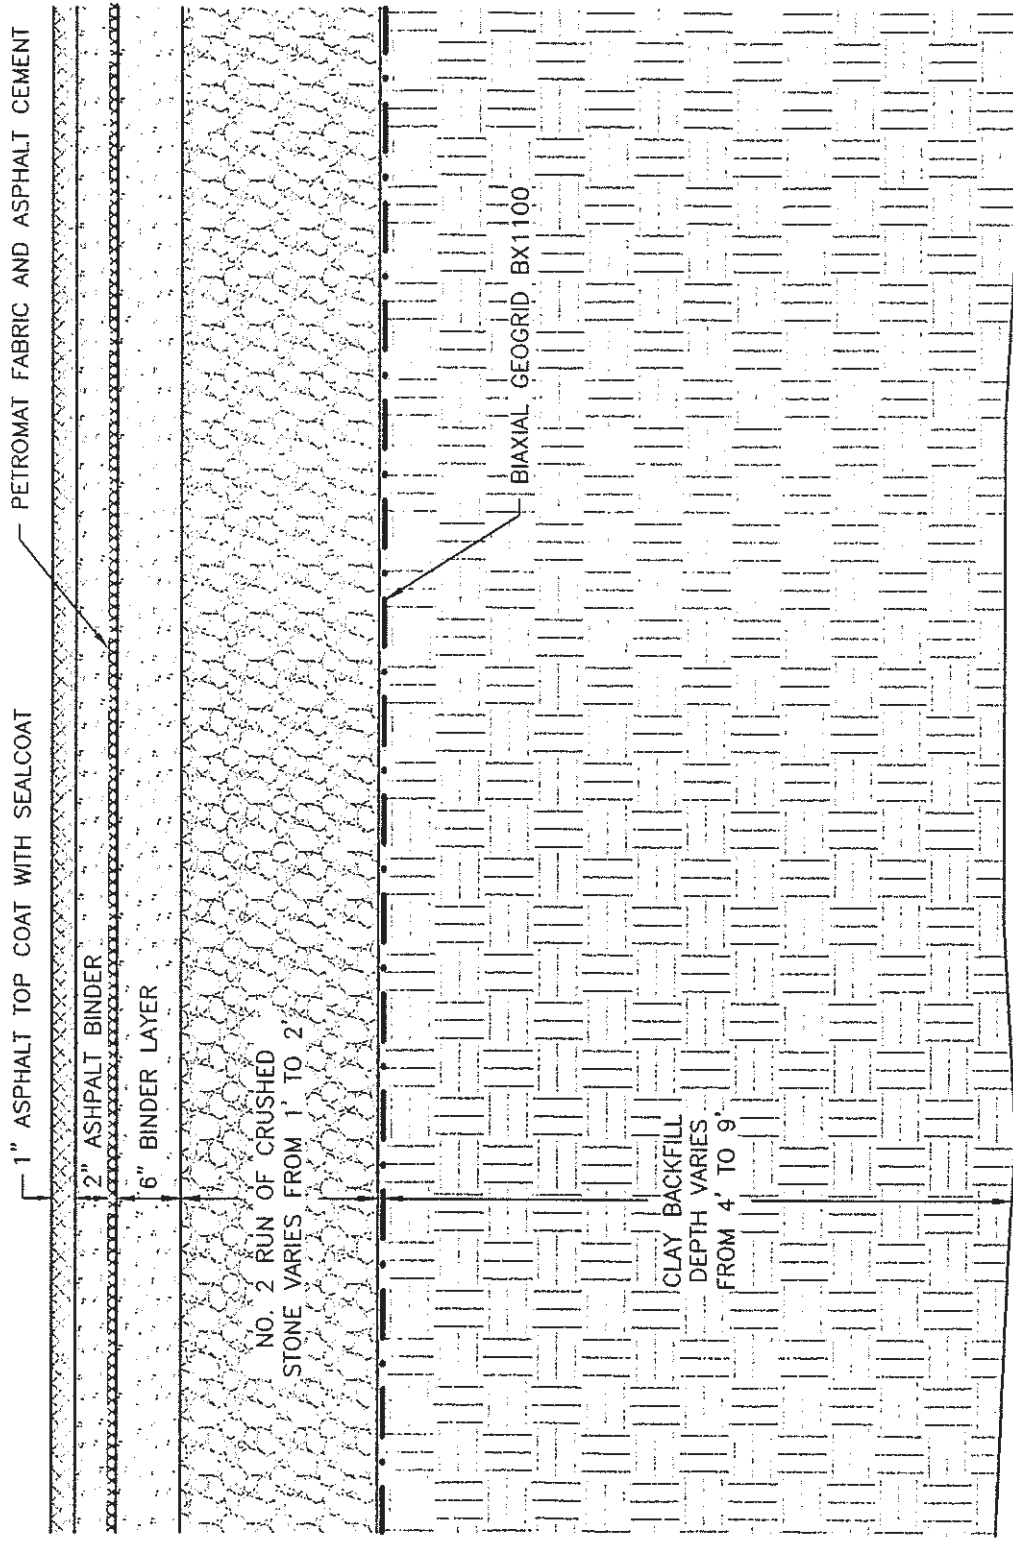 1" ASPHALT TOP COAT WITH SEALCOAT
PETROMAT FABRIC AND ASPHALT CEMENT
2" ASHPALT BINDER
6" BINDER LAYER
NO. 2 RUN OF CRUSHED
STONE VARIES FROM 1' TO 2'
BIAXIAL GEOGRID BX1100
CLAY BACKFILL
DEPTH VARIES
FROM 4' TO 9'